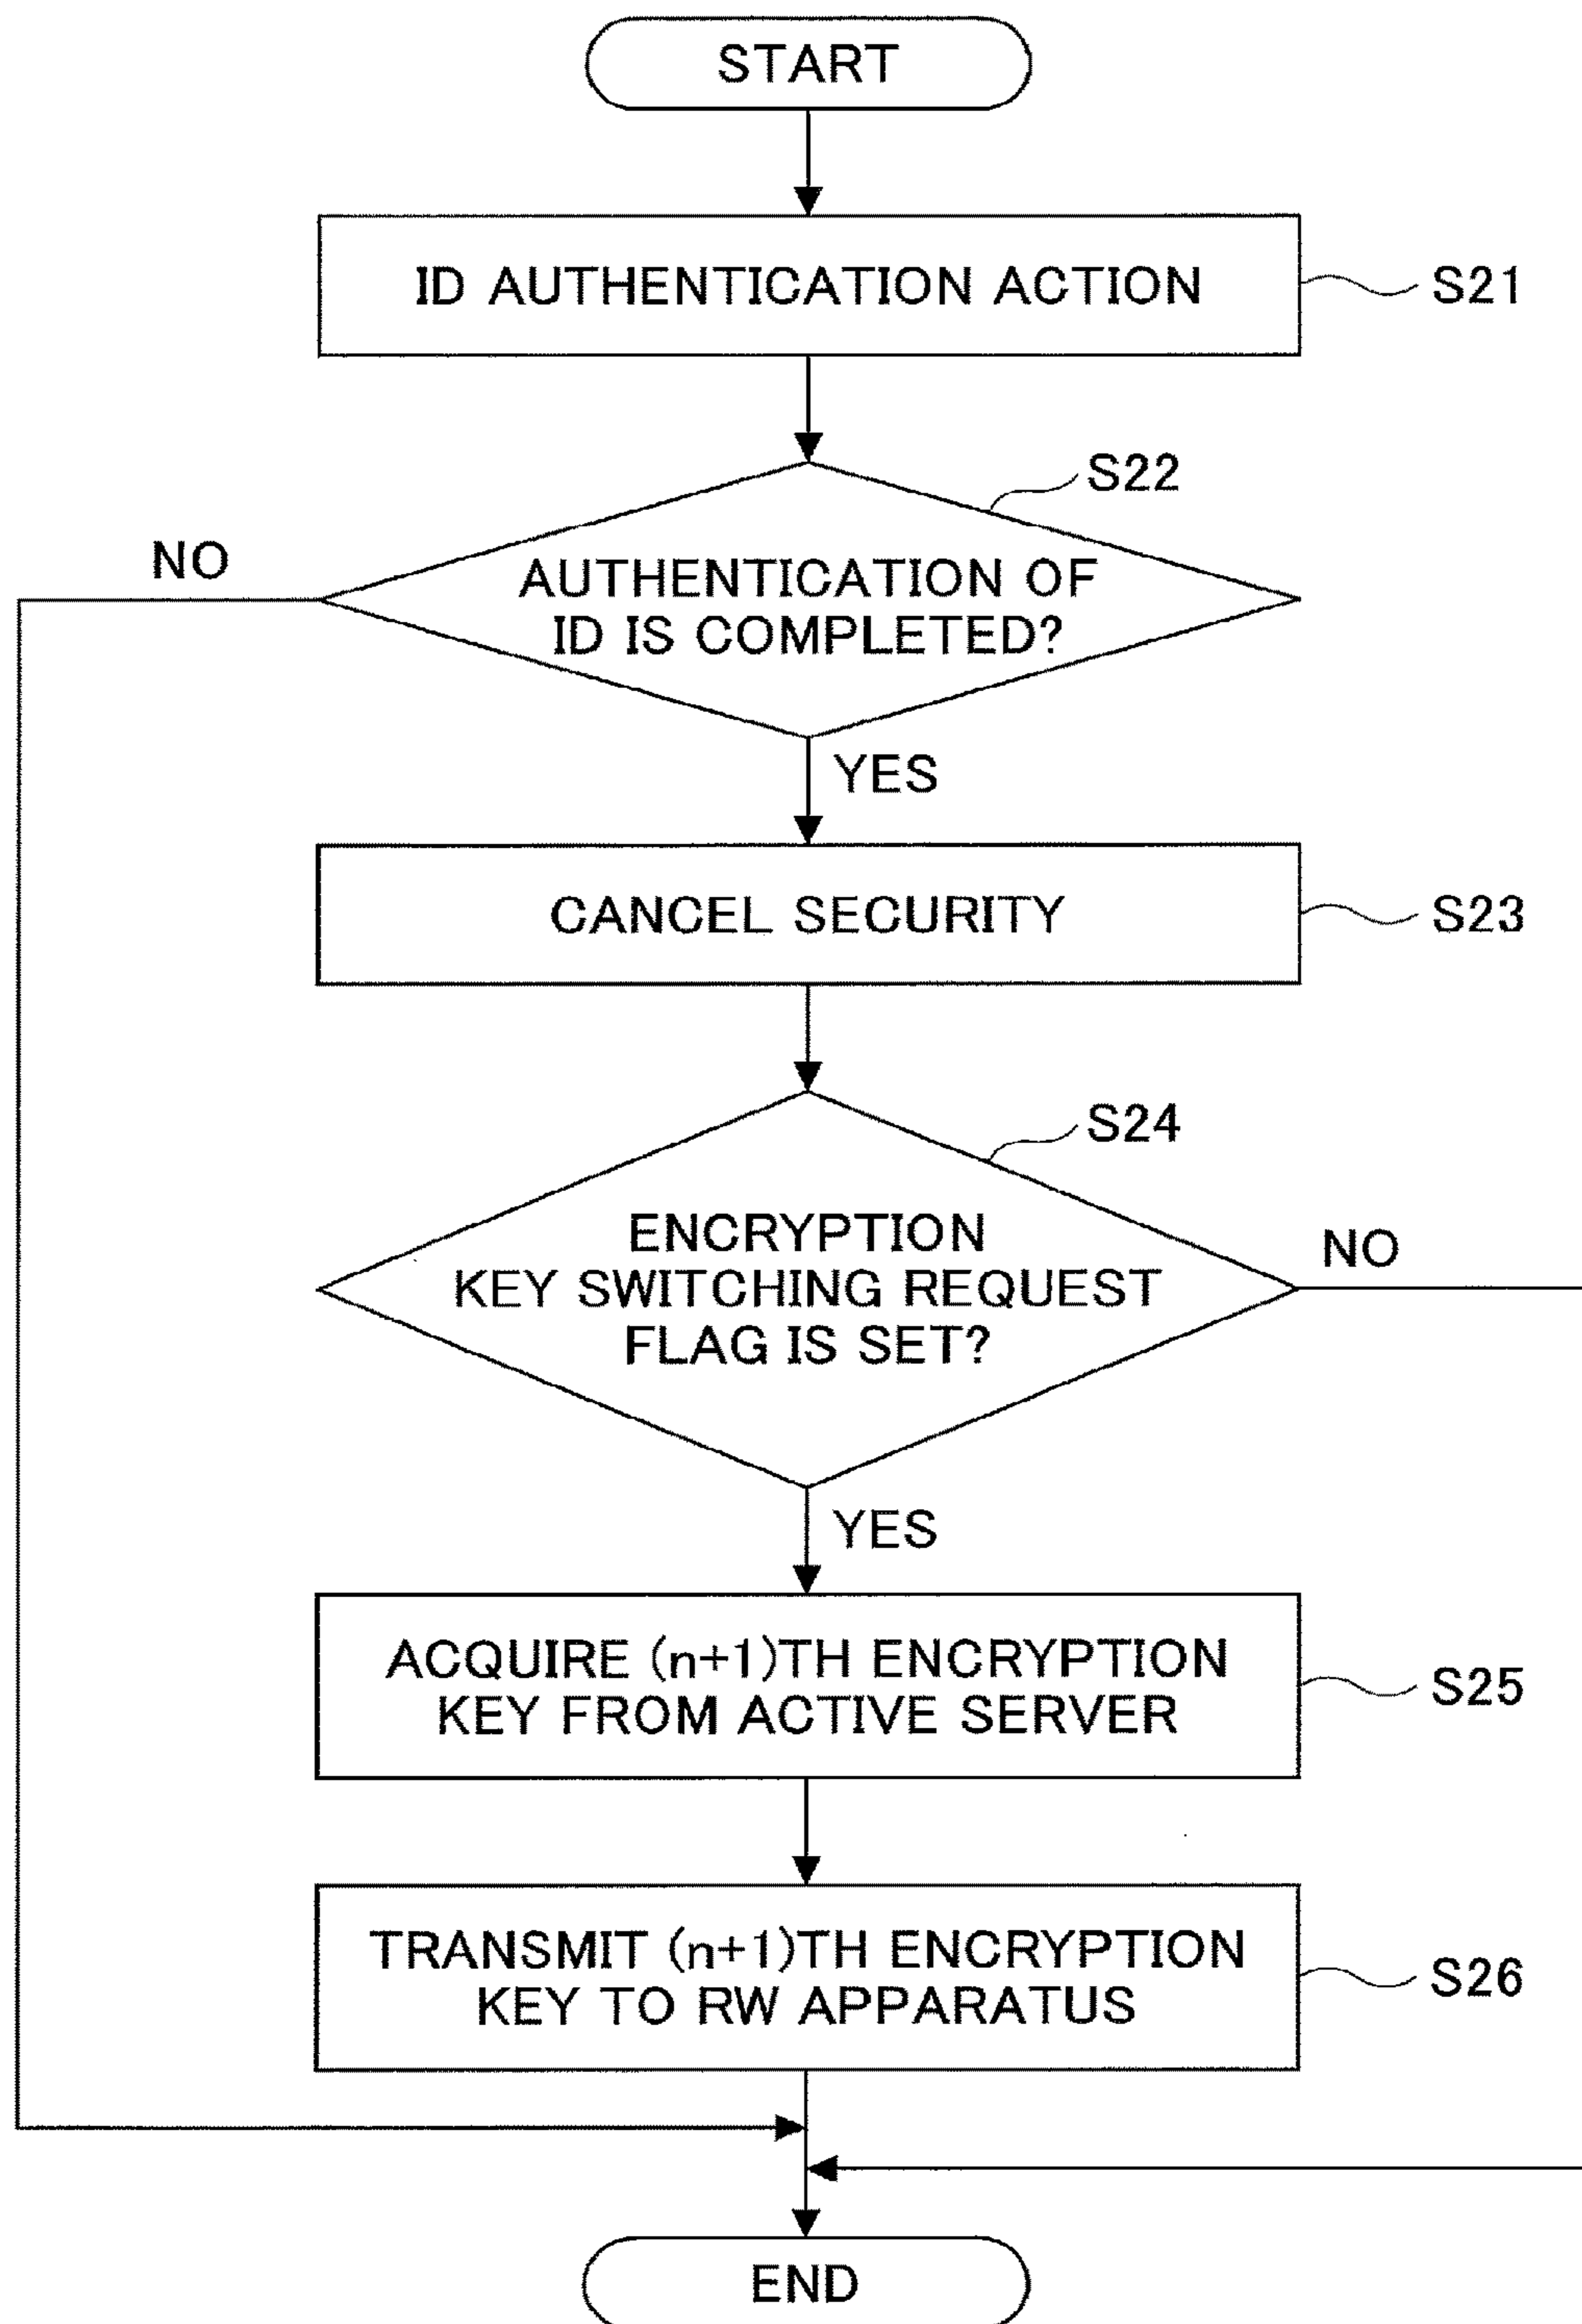 START
ID AUTHENTICATION ACTION
S21
S22
NO
AUTHENTICATION OF
ID IS COMPLETED?
YES
CANCEL SECURITY
S23
S24
ENCRYPTION
KEY SWITCHING REQUEST
FLAG IS SET?
NO
YES
ACQUIRE (n+1)TH ENCRYPTION
KEY FROM ACTIVE SERVER
S25
TRANSMIT (n+1)TH ENCRYPTION
KEY TO RW APPARATUS
S26
END